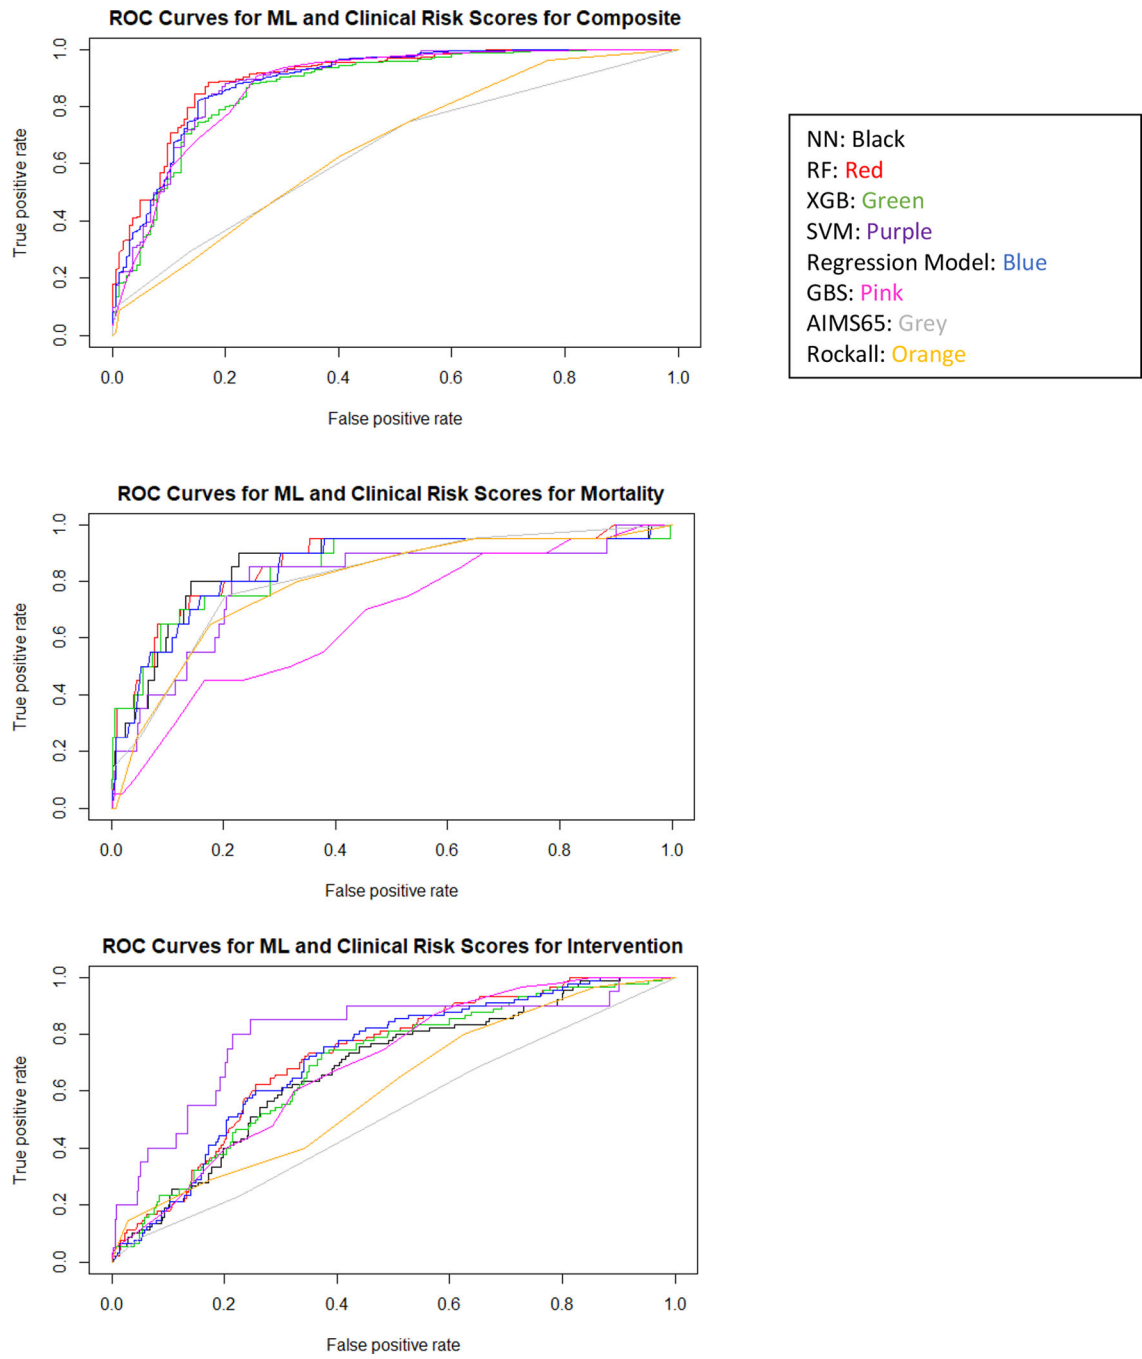 ROC Curves for ML and Clinical Risk Scores for Composite
True positive rate
1.0
0.8
0.6
0.4
0.2
0.0
0.0 0.2 0.4 0.6 0.8 1.0
False positive rate
NN: Black
RF: Red
XGB: Green
SVM: Purple
Regression Model: Blue
GBS: Pink
AIMS65: Grey
Rockall: Orange
ROC Curves for ML and Clinical Risk Scores for Mortality
True positive rate
1.0
0.8
0.6
0.4
0.2
0.0
0.0 0.2 0.4 0.6 0.8 1.0
False positive rate
ROC Curves for ML and Clinical Risk Scores for Intervention
True positive rate
1.0
0.8
0.6
0.4
0.2
0.0
0.0 0.2 0.4 0.6 0.8 1.0
False positive rate